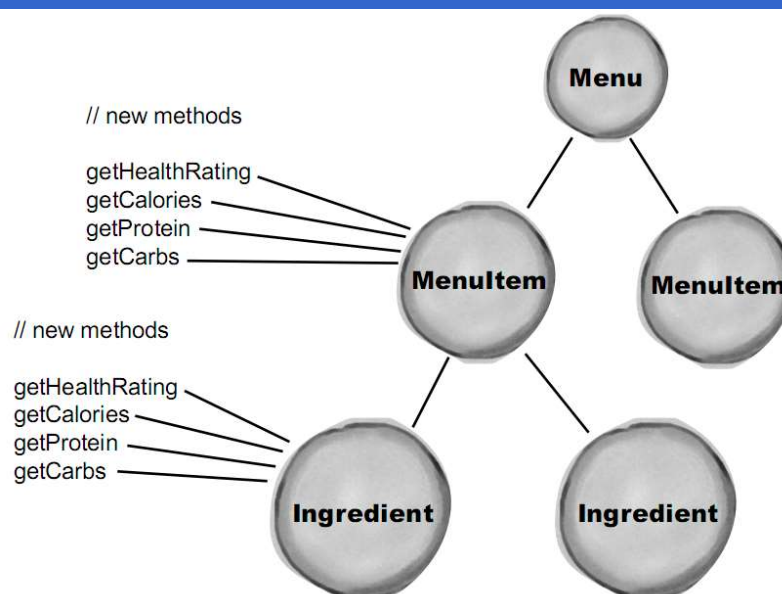 Menu
// new methods
getHealthRating
getCalories
getProtein
getCarbs
MenuItem
MenuItem
// new methods
getHealthRating
getCalories
getProtein
getCarbs
Ingredient
Ingredient